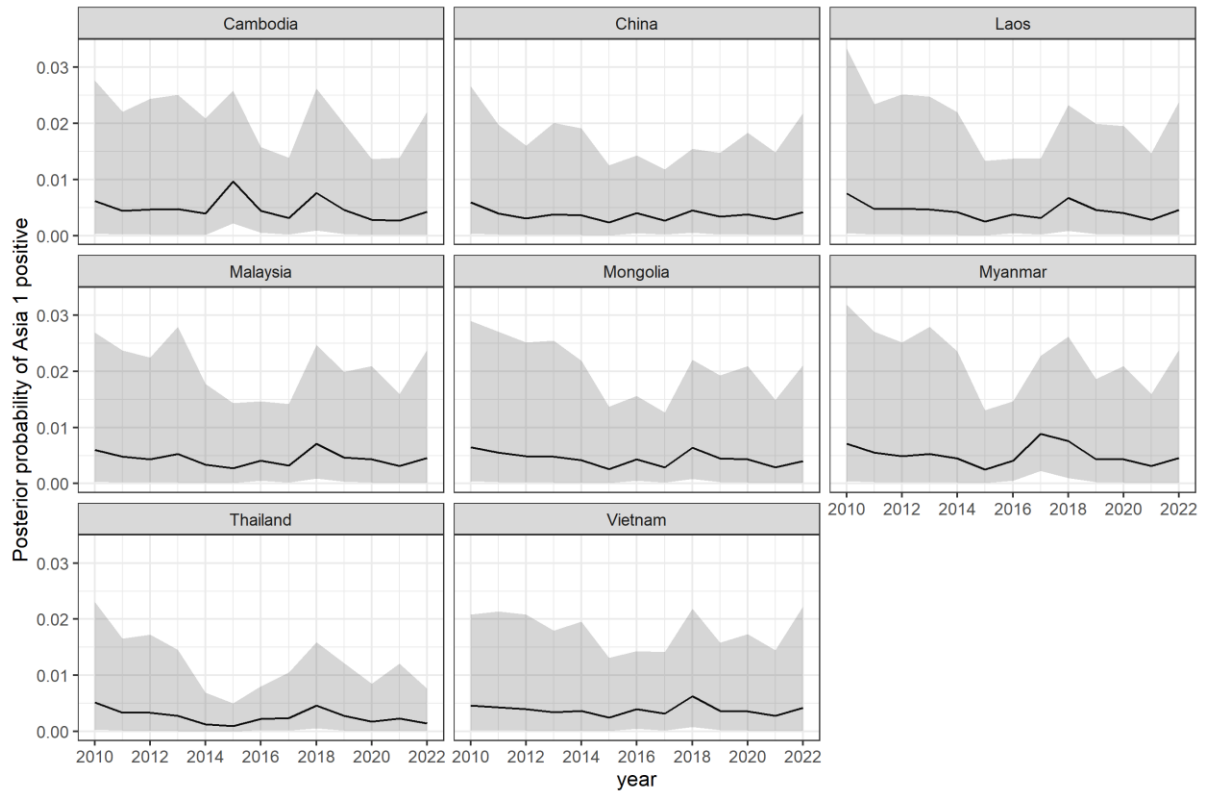 Cambodia China Laos
0.03
0.02
0.01
0.00
Malaysia Mongolia Myanmar
0.03
0.02
0.01
0.00
2010 2012 2014 2016 2018 2020 2022
Thailand Vietnam
0.03
0.02
0.01
0.00
2010 2012 2014 2016 2018 2020 2022 2010 2012 2014 2016 2018 2020 2022
year
Posterior probability of Asia 1 positive